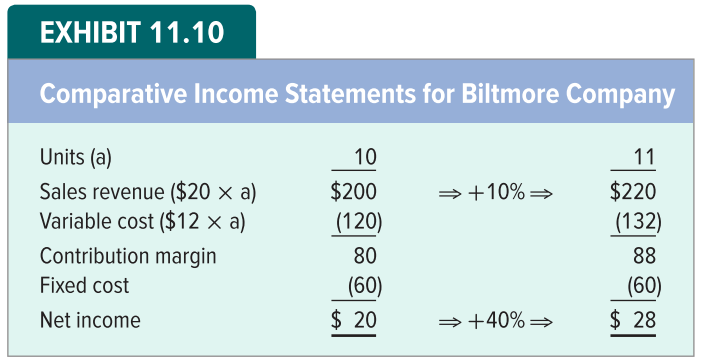 EXHIBIT 11.10
Comparative Income Statements for Biltmore Company
Units (a) 10 11
Sales revenue ($20 × a) $200 ⇒ +10% ⇒ $220
Variable cost ($12 × a) (120) (132)
Contribution margin 80 88
Fixed cost (60) (60)
Net income $ 20 ⇒ +40% ⇒ $ 28